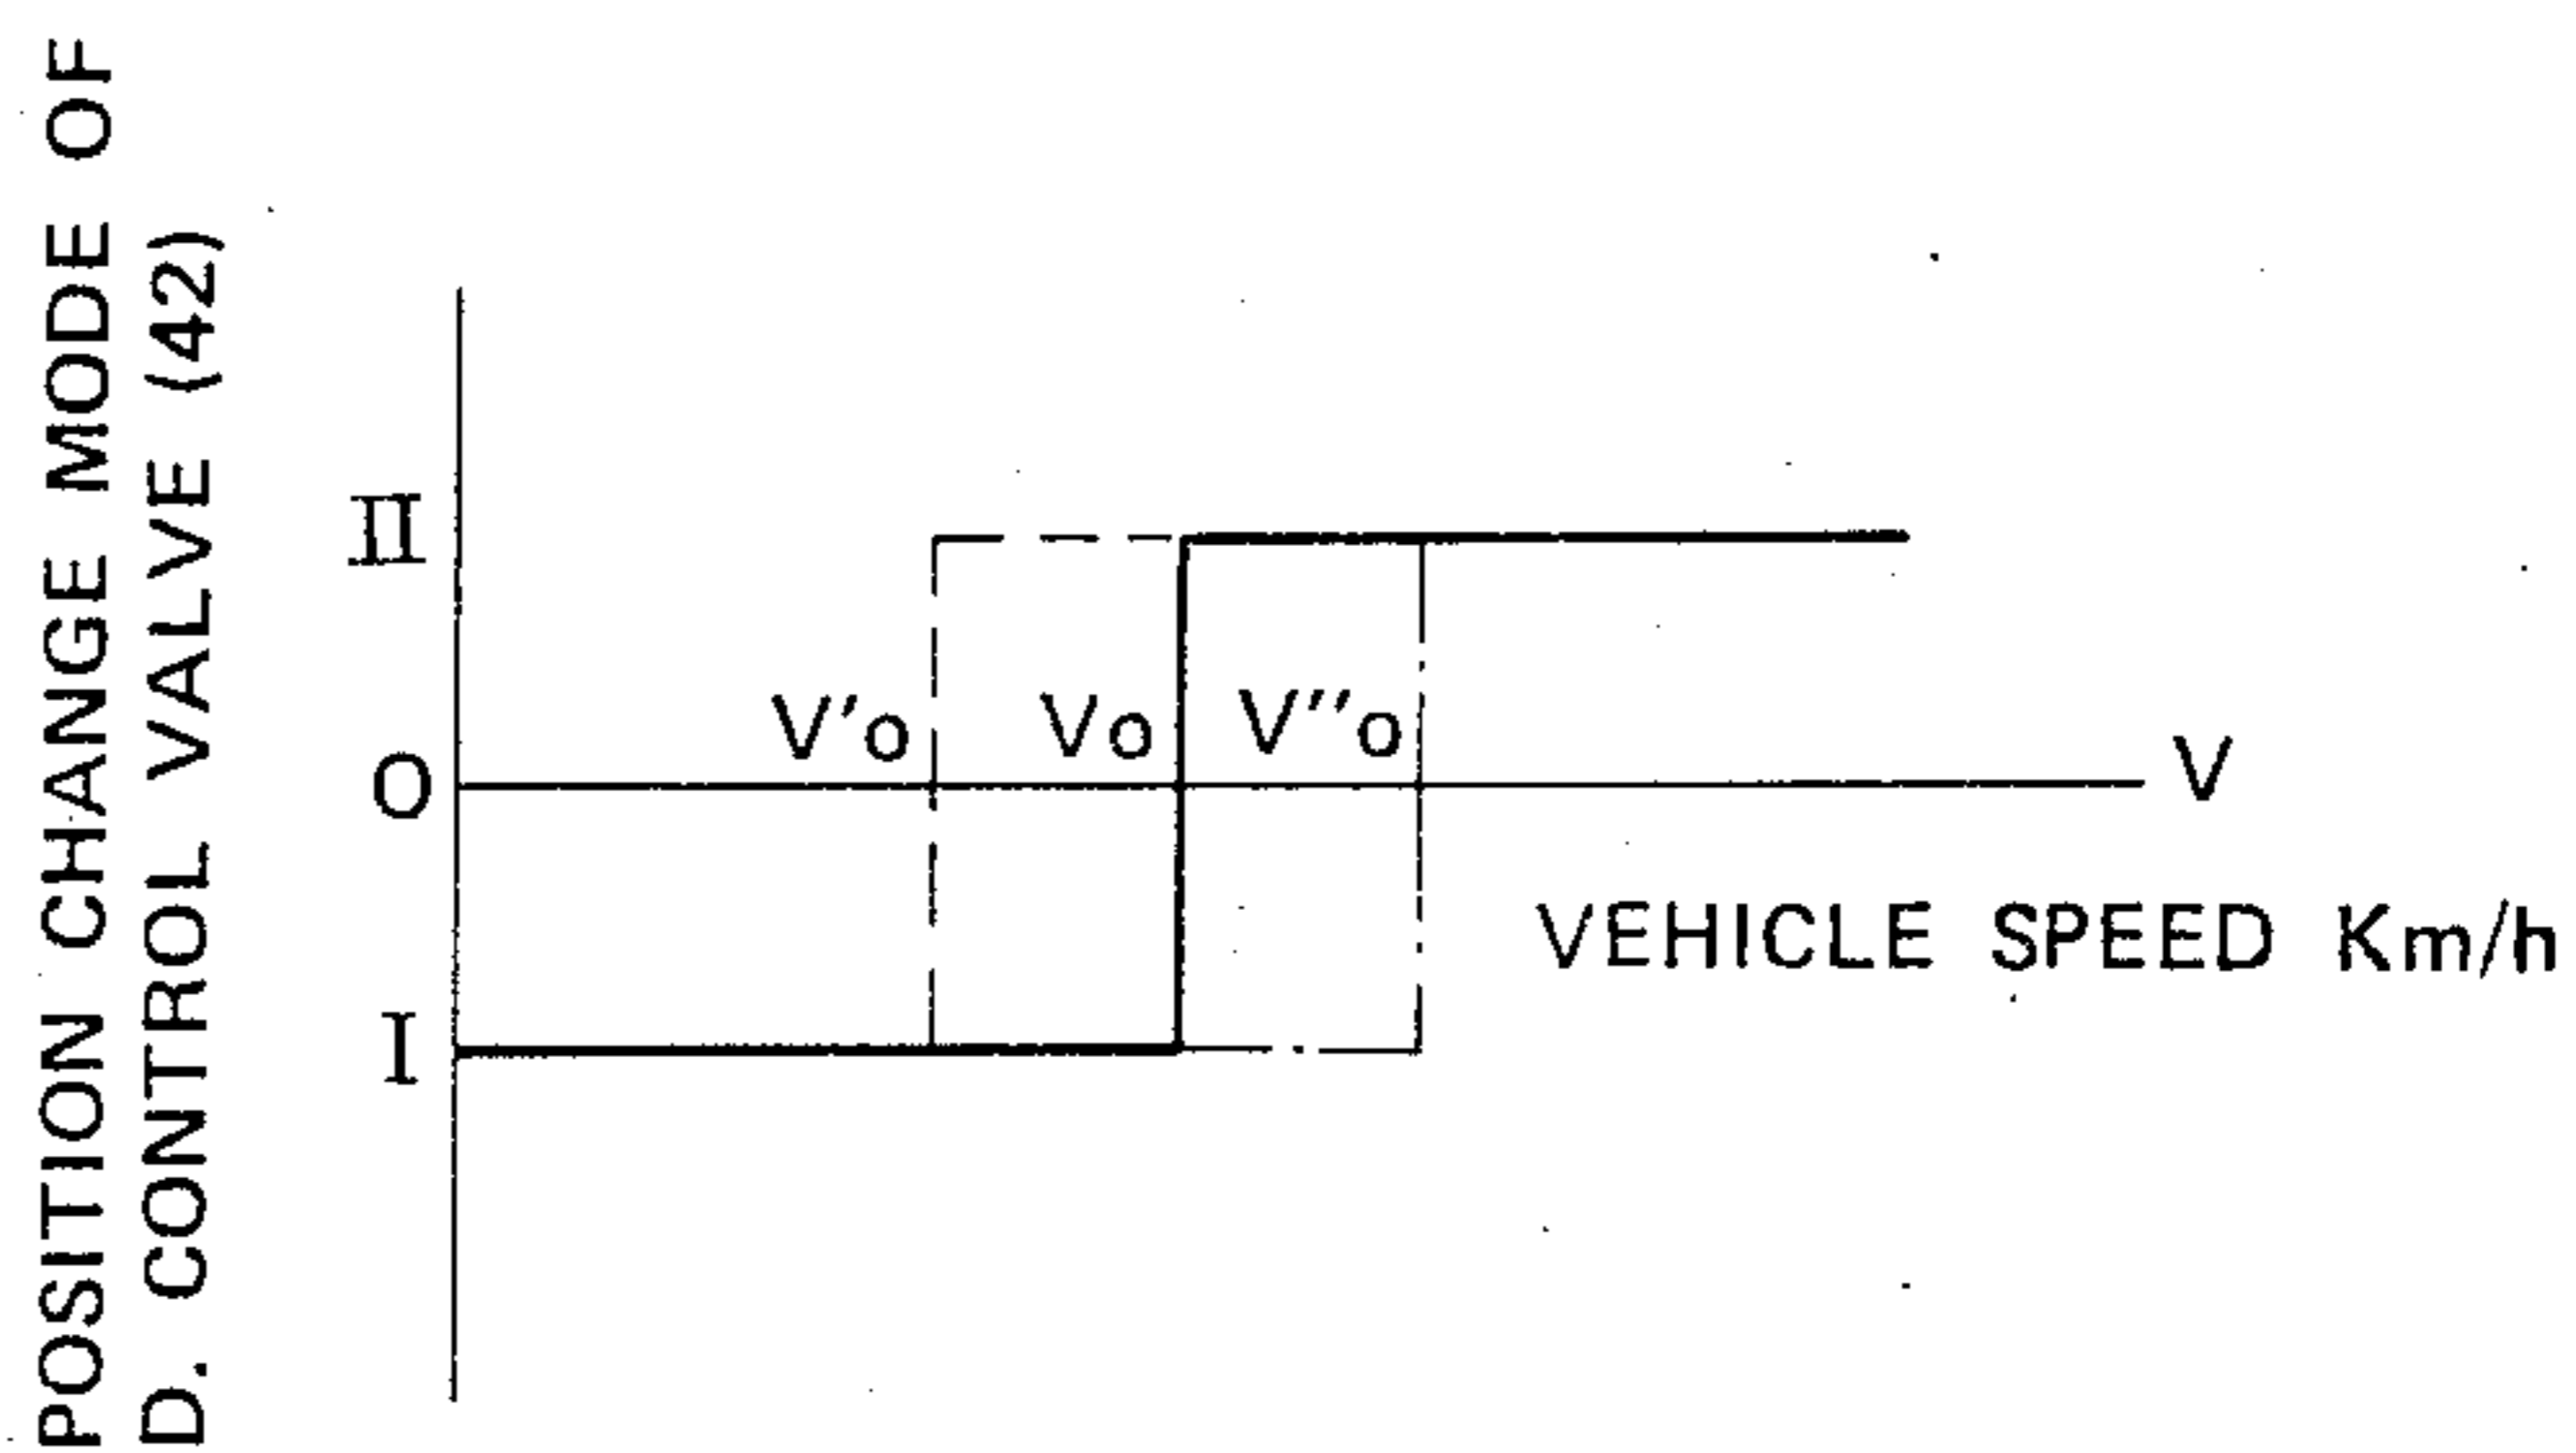 POSITION CHANGE MODE OF
D. CONTROL VALVE (42)
II
V'o Vo V''o
O V
VEHICLE SPEED Km/h
I